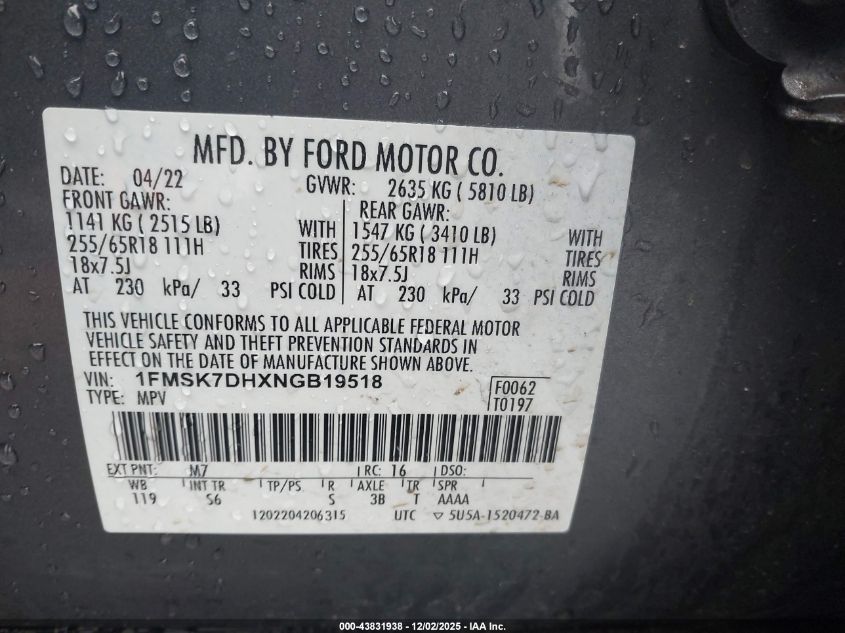 MFD. BY FORD MOTOR CO.
DATE: 04/22 GVWR: 2635 KG ( 5810 LB)
FRONT GAWR: REAR GAWR:
1141 KG ( 2515 LB) WITH 1547 KG ( 3410 LB) WITH
255/65R18 111H TIRES 255/65R18 111H TIRES
18x7.5J RIMS 18x7.5J RIMS
AT 230 kPa/ 33 PSI COLD AT 230 kPa/ 33 PSI COLD
THIS VEHICLE CONFORMS TO ALL APPLICABLE FEDERAL MOTOR
VEHICLE SAFETY AND THEFT PREVENTION STANDARDS IN
EFFECT ON THE DATE OF MANUFACTURE SHOWN ABOVE.
VIN: 1FMSK7DHXNGB19518 F0062
TYPE: MPV T0197
EXT PNT: M7 RC: 16 DSO:
WB INT TR TP/PS R AXLE TR SPR
119 S6 S 3B T AAAA
1202204206315 UTC ▽ 5U5A-1520472-BA
000-43831938 - 12/02/2025 - IAA Inc.